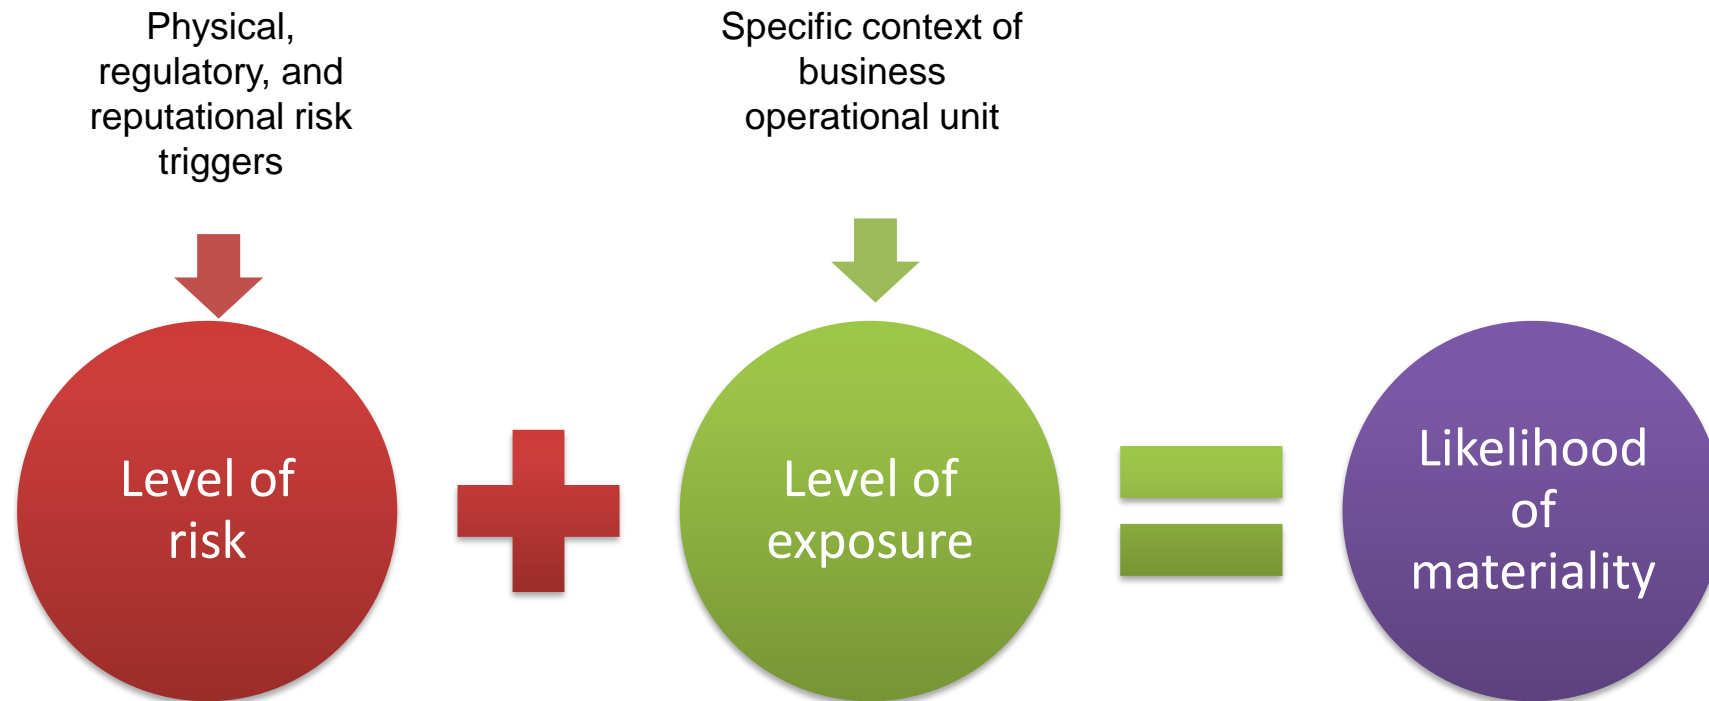 Physical,
regulatory, and
reputational risk
triggers
Specific context of
business
operational unit
Level of
risk
Level of
exposure
Likelihood
of
materiality